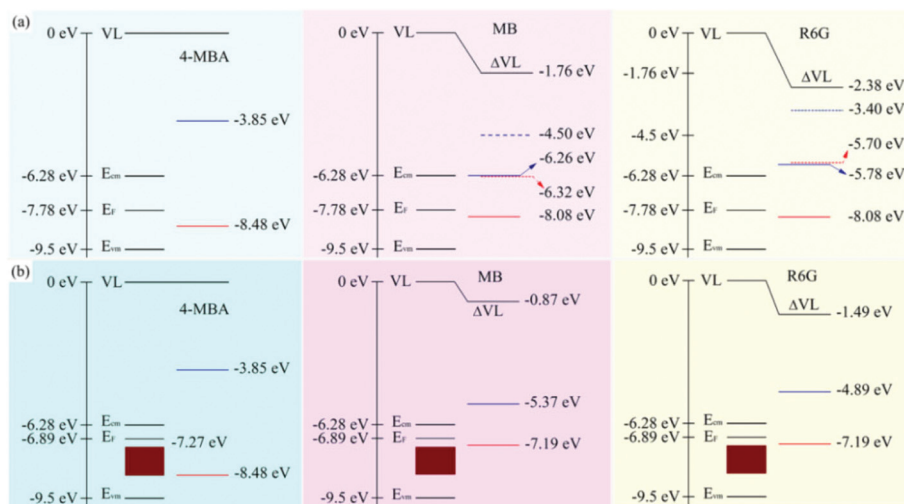 (a)
0 eV VL
4-MBA
-3.85 eV
-6.28 eV Ecm
-7.78 eV EF
-8.48 eV
-9.5 eV Evm
MB
0 eV VL
ΔVL
-1.76 eV
-4.50 eV
-6.26 eV
-6.28 eV Ecm
-6.32 eV
-7.78 eV EF
-8.08 eV
-9.5 eV Evm
R6G
0 eV VL
-1.76 eV
ΔVL
-2.38 eV
-3.40 eV
-4.5 eV
-5.70 eV
-5.78 eV
-6.28 eV Ecm
-7.78 eV EF
-8.08 eV
-9.5 eV Evm
(b)
0 eV VL
4-MBA
-3.85 eV
-6.28 eV Ecm
-6.89 eV EF
-7.27 eV
-8.48 eV
-9.5 eV Evm
MB
0 eV VL
-0.87 eV
ΔVL
-5.37 eV
-6.28 eV Ecm
-6.89 eV EF
-7.19 eV
-9.5 eV Evm
R6G
0 eV VL
ΔVL
-1.49 eV
-4.89 eV
-6.28 eV Ecm
-6.89 eV EF
-7.19 eV
-9.5 eV Evm